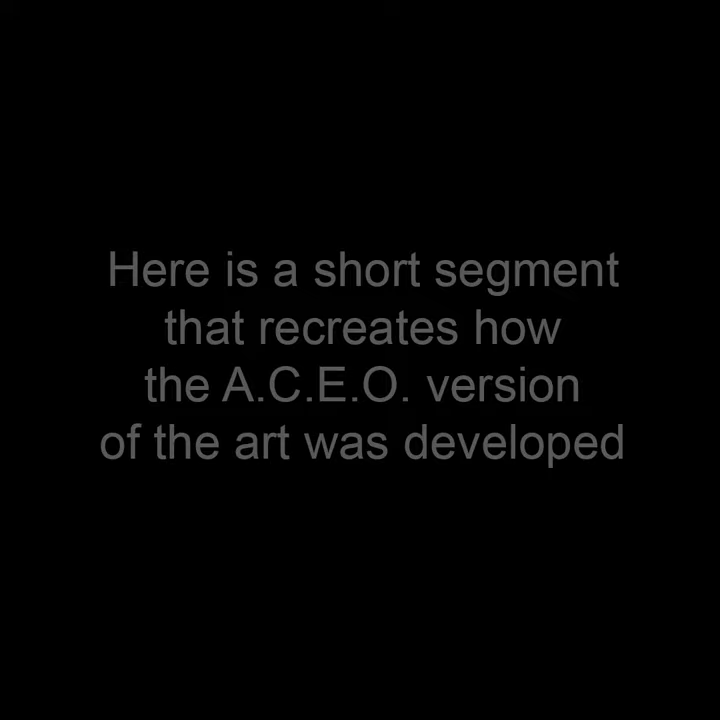 Here is a short segment
that recreates how
the A.C.E.O. version
of the art was developed